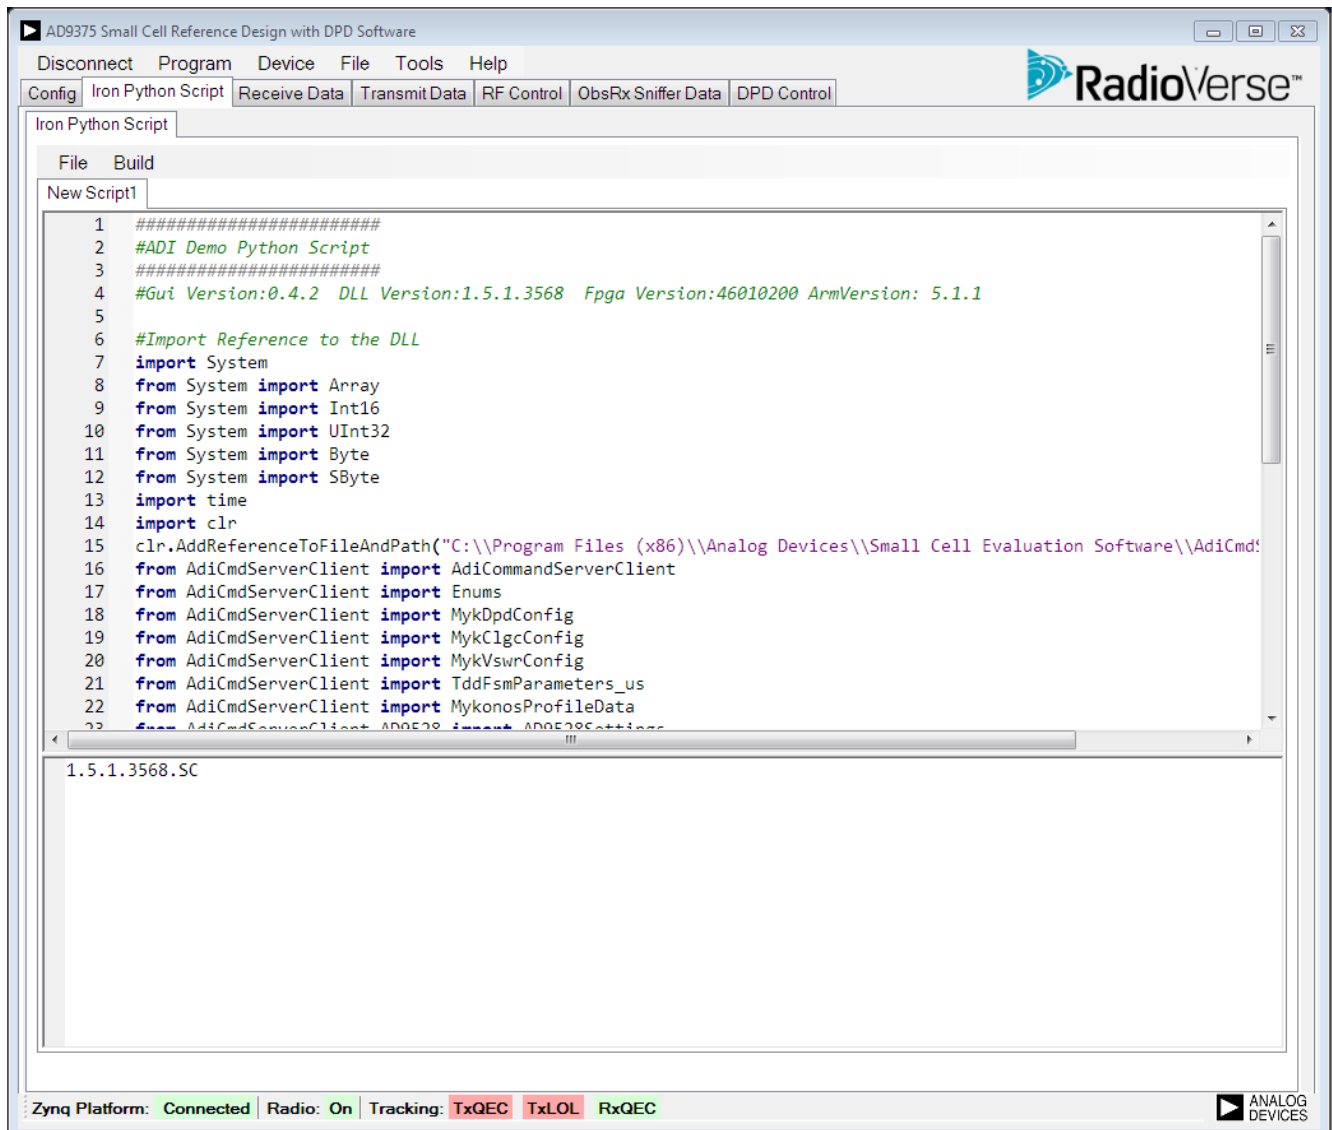 AD9375 Small Cell Reference Design with DPD Software
Disconnect Program Device File Tools Help
RadioVerse™
Config Iron Python Script Receive Data Transmit Data RF Control ObsRx Sniffer Data DPD Control
Iron Python Script
File Build
New Script1
1 ########################
2 #ADI Demo Python Script
3 ########################
4 #Gui Version:0.4.2  DLL Version:1.5.1.3568  Fpga Version:46010200 ArmVersion: 5.1.1
5
6 #Import Reference to the DLL
7 import System
8 from System import Array
9 from System import Int16
10 from System import UInt32
11 from System import Byte
12 from System import SByte
13 import time
14 import clr
15 clr.AddReferenceToFileAndPath("C:\\Program Files (x86)\\Analog Devices\\Small Cell Evaluation Software\\AdiCmdS
16 from AdiCmdServerClient import AdiCommandServerClient
17 from AdiCmdServerClient import Enums
18 from AdiCmdServerClient import MykDpdConfig
19 from AdiCmdServerClient import MykClgcConfig
20 from AdiCmdServerClient import MykVswrConfig
21 from AdiCmdServerClient import TddFsmParameters_us
22 from AdiCmdServerClient import MykonosProfileData
23 from AdiCmdServerClient.AD9528 import AD9528Settings
1.5.1.3568.SC
Zynq Platform: Connected Radio: On Tracking: TxQEC TxLOL RxQEC
ANALOG
DEVICES